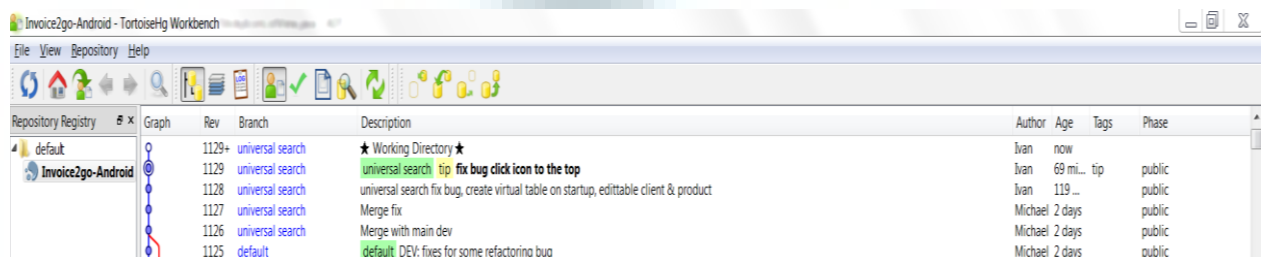 Invoice2go-Android - TortoiseHg Workbench
File View Repository Help
Repository Registry Graph Rev Branch Description Author Age Tags Phase
default 1129+ universal search ★ Working Directory ★ Ivan now
Invoice2go-Android 1129 universal search universal search tip fix bug click icon to the top Ivan 69 mi... tip public
1128 universal search universal search fix bug, create virtual table on startup, edittable client & product Ivan 119 ... public
1127 universal search Merge fix Michael 2 days public
1126 universal search Merge with main dev Michael 2 days public
1125 default default DEV: fixes for some refactoring bug Michael 2 days public